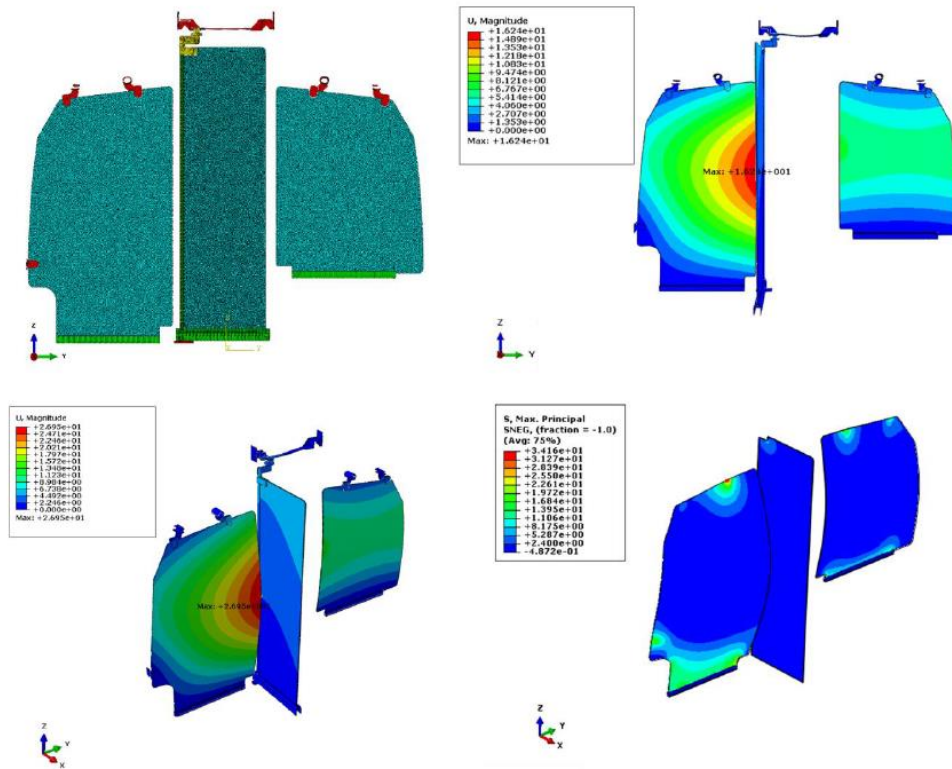 Z
Y
U, Magnitude
+1.624e+01
+1.489e+01
+1.353e+01
+1.218e+01
+1.083e+01
+9.474e+00
+8.121e+00
+6.767e+00
+5.414e+00
+4.060e+00
+2.707e+00
+1.353e+00
+0.000e+00
Max: +1.624e+01
Max: +1.624e+001
Z
Y
U, Magnitude
+2.695e+01
+2.471e+01
+2.246e+01
+2.021e+01
+1.797e+01
+1.572e+01
+1.348e+01
+1.123e+01
+8.984e+00
+6.738e+00
+4.492e+00
+2.246e+00
+0.000e+00
Max: +2.695e+01
Z
Y
X
S, Max. Principal
SNEG, (fraction = -1.0)
(Avg: 75%)
+3.416e+01
+3.127e+01
+2.839e+01
+2.550e+01
+2.261e+01
+1.972e+01
+1.684e+01
+1.395e+01
+1.106e+01
+8.175e+00
+5.287e+00
+2.400e+00
-4.872e-01
Z
Y
X